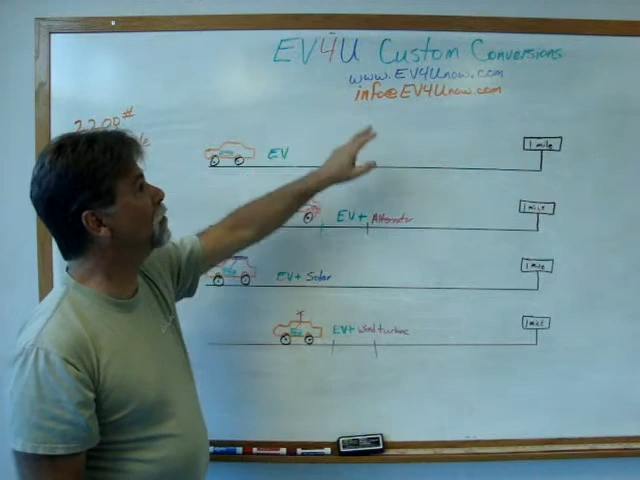 EV4U Custom Conversions
www.EV4Unow.com
info@EV4Unow.com
2200#
EV
1 mile
EV+ Alternator
1 mile
EV+ Solar
1 mile
EV+ Wind turbine
1 mile